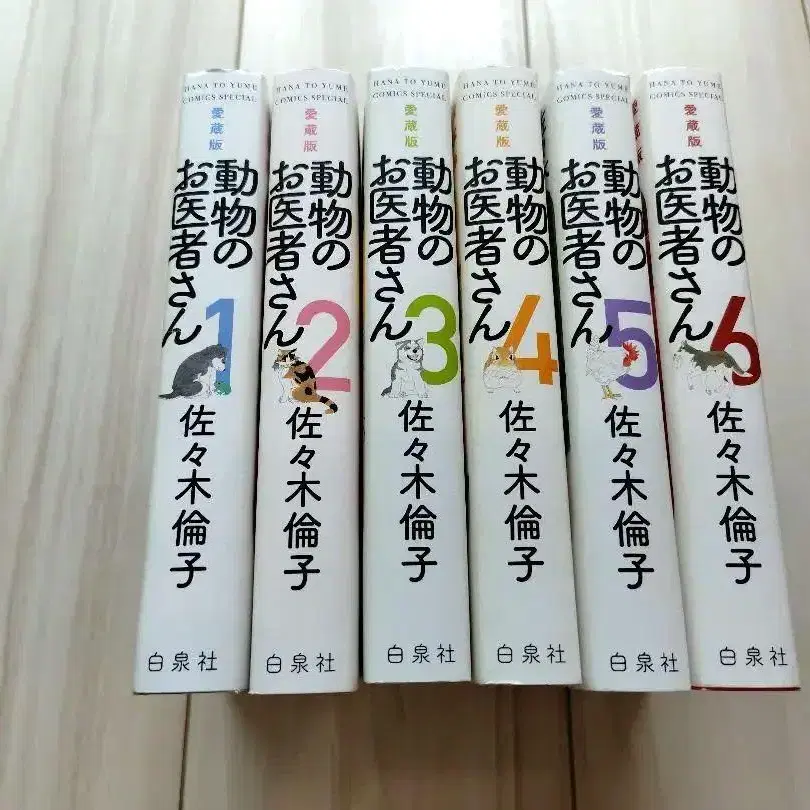 HANA TO YUME
COMICS SPECIAL
愛蔵版
動物の
お医者さん
1
佐々木倫子
白泉社
HANA TO YUME
COMICS SPECIAL
愛蔵版
動物の
お医者さん
2
佐々木倫子
白泉社
HANA TO YUME
COMICS SPECIAL
愛蔵版
動物の
お医者さん
3
佐々木倫子
白泉社
HANA TO YUME
COMICS SPECIAL
愛蔵版
動物の
お医者さん
4
佐々木倫子
白泉社
HANA TO YUME
COMICS SPECIAL
愛蔵版
動物の
お医者さん
5
佐々木倫子
白泉社
HANA TO YUME
COMICS SPECIAL
愛蔵版
動物の
お医者さん
6
佐々木倫子
白泉社